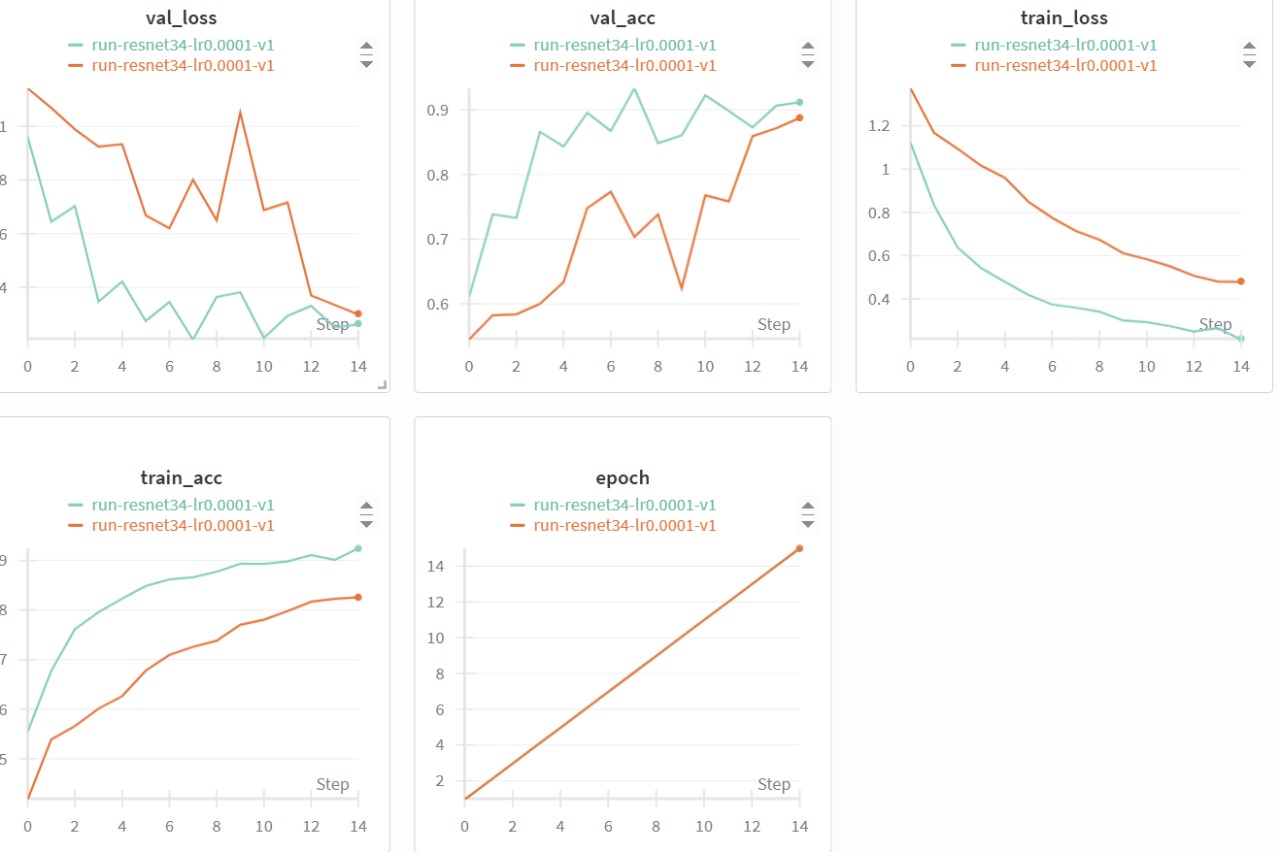 val_loss
run-resnet34-lr0.0001-v1
run-resnet34-lr0.0001-v1
1
8
6
4
Step
0 2 4 6 8 10 12 14
val_acc
run-resnet34-lr0.0001-v1
run-resnet34-lr0.0001-v1
0.9
0.8
0.7
0.6
Step
0 2 4 6 8 10 12 14
train_loss
run-resnet34-lr0.0001-v1
run-resnet34-lr0.0001-v1
1.2
1
0.8
0.6
0.4
Step
0 2 4 6 8 10 12 14
train_acc
run-resnet34-lr0.0001-v1
run-resnet34-lr0.0001-v1
9
8
7
6
5
Step
0 2 4 6 8 10 12 14
epoch
run-resnet34-lr0.0001-v1
run-resnet34-lr0.0001-v1
14
12
10
8
6
4
2
Step
0 2 4 6 8 10 12 14